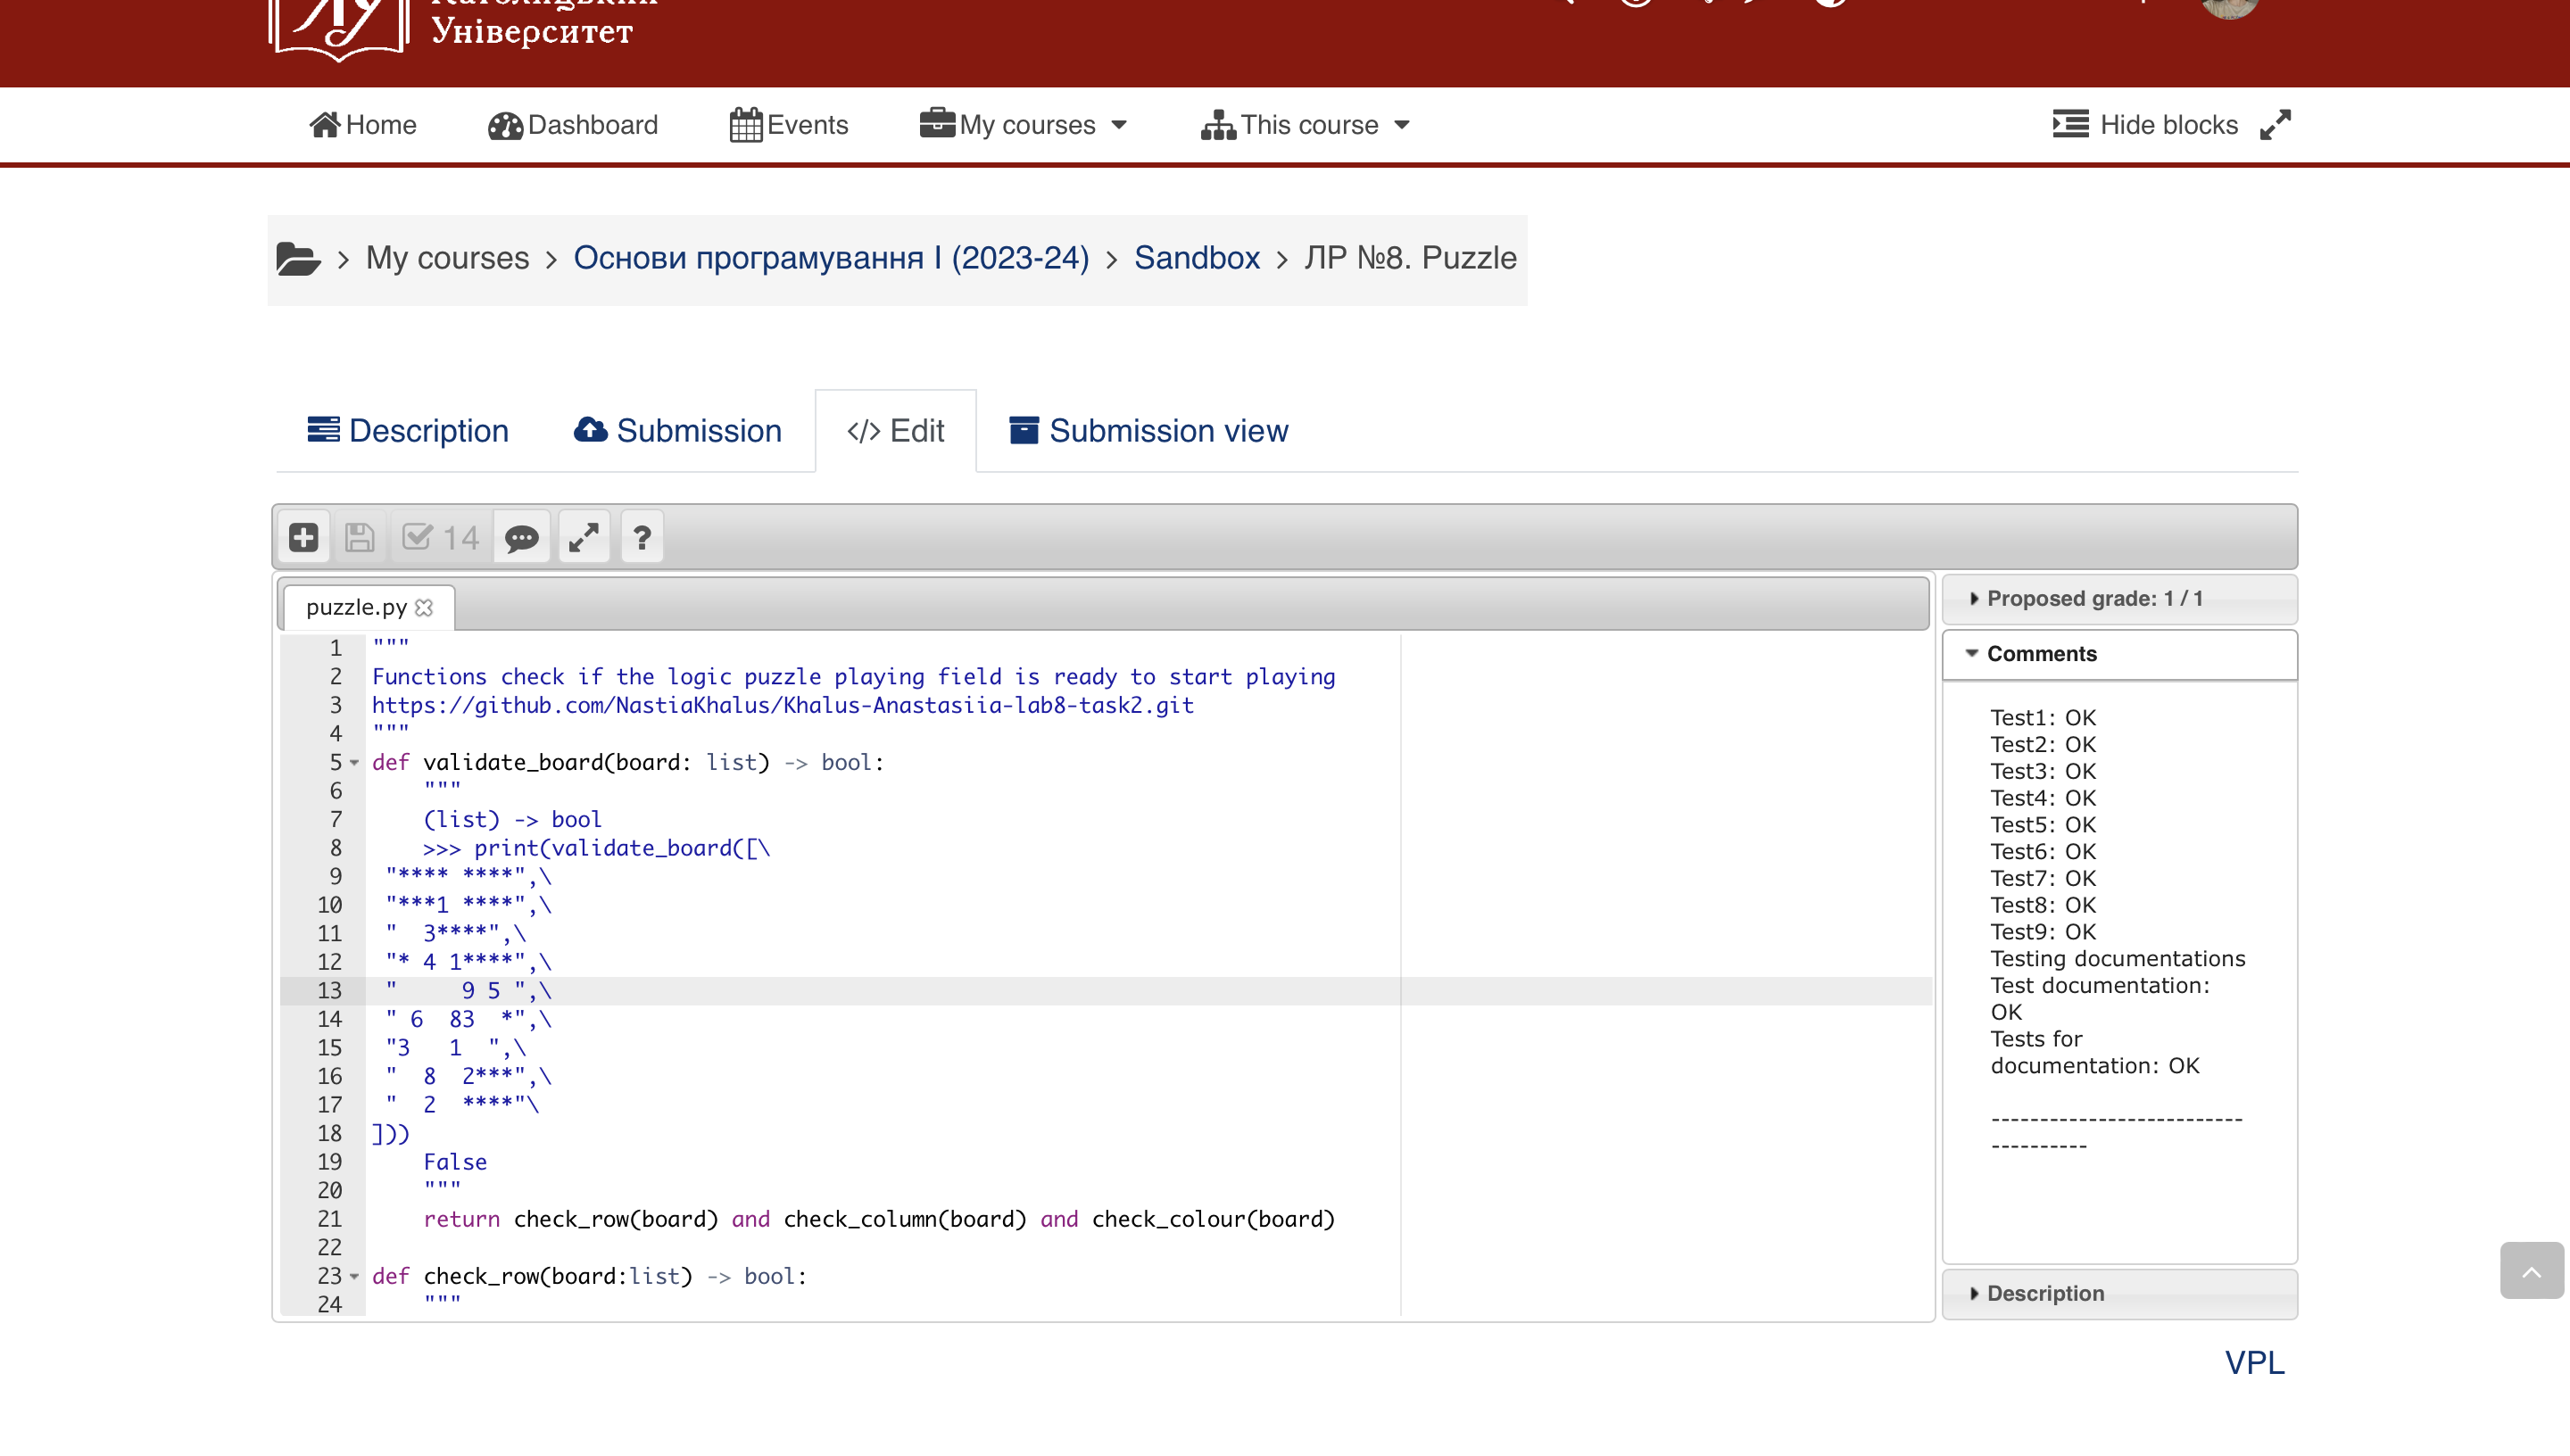 Університет
Home Dashboard Events My courses This course Hide blocks
> My courses > Основи програмування І (2023-24) > Sandbox > ЛР №8. Puzzle
Description Submission </> Edit Submission view
14 ?
puzzle.py
Proposed grade: 1 / 1
1 """
2 Functions check if the logic puzzle playing field is ready to start playing
3 https://github.com/NastiaKhalus/Khalus-Anastasiia-lab8-task2.git
4 """
5 def validate_board(board: list) -> bool:
6     """
7     (list) -> bool
8     >>> print(validate_board([\
9  "**** ****",\
10  "***1 ****",\
11  "  3****",\
12  "* 4 1****",\
13  "     9 5 ",\
14  " 6  83  *",\
15  "3   1  ",\
16  "  8  2***",\
17  "  2  ****"\
18 ]))
19     False
20     """
21     return check_row(board) and check_column(board) and check_colour(board)
22
23 def check_row(board:list) -> bool:
24     """
Comments
Test1: OK
Test2: OK
Test3: OK
Test4: OK
Test5: OK
Test6: OK
Test7: OK
Test8: OK
Test9: OK
Testing documentations
Test documentation:
OK
Tests for
documentation: OK
--------------------------
----------
Description
VPL